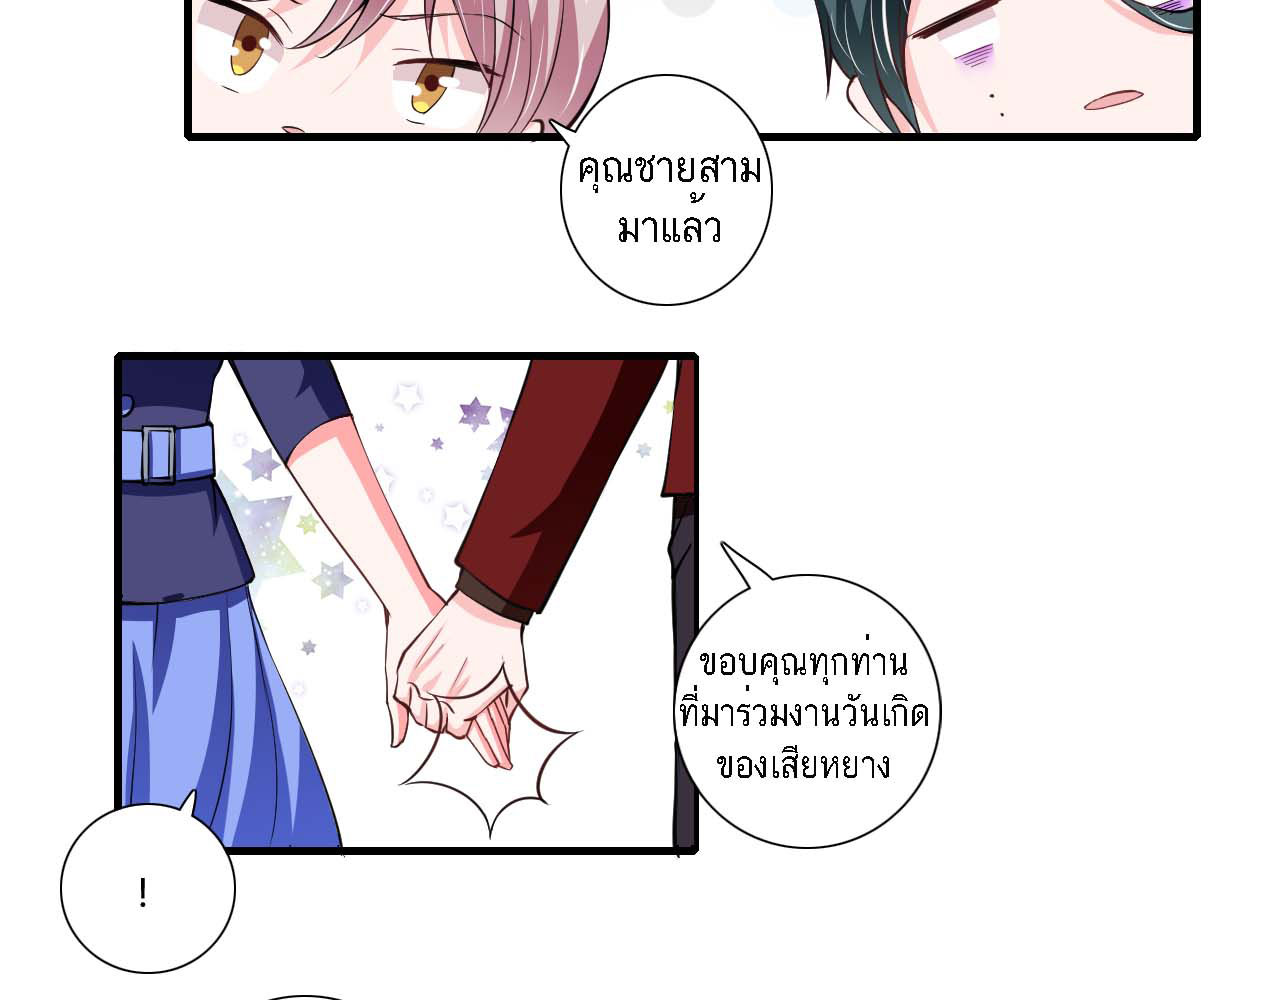 คุณชายสาม
มาแล้ว
ขอบคุณทุกท่าน
ที่มาร่วมงานวันเกิด
ของเสียหยาง
!